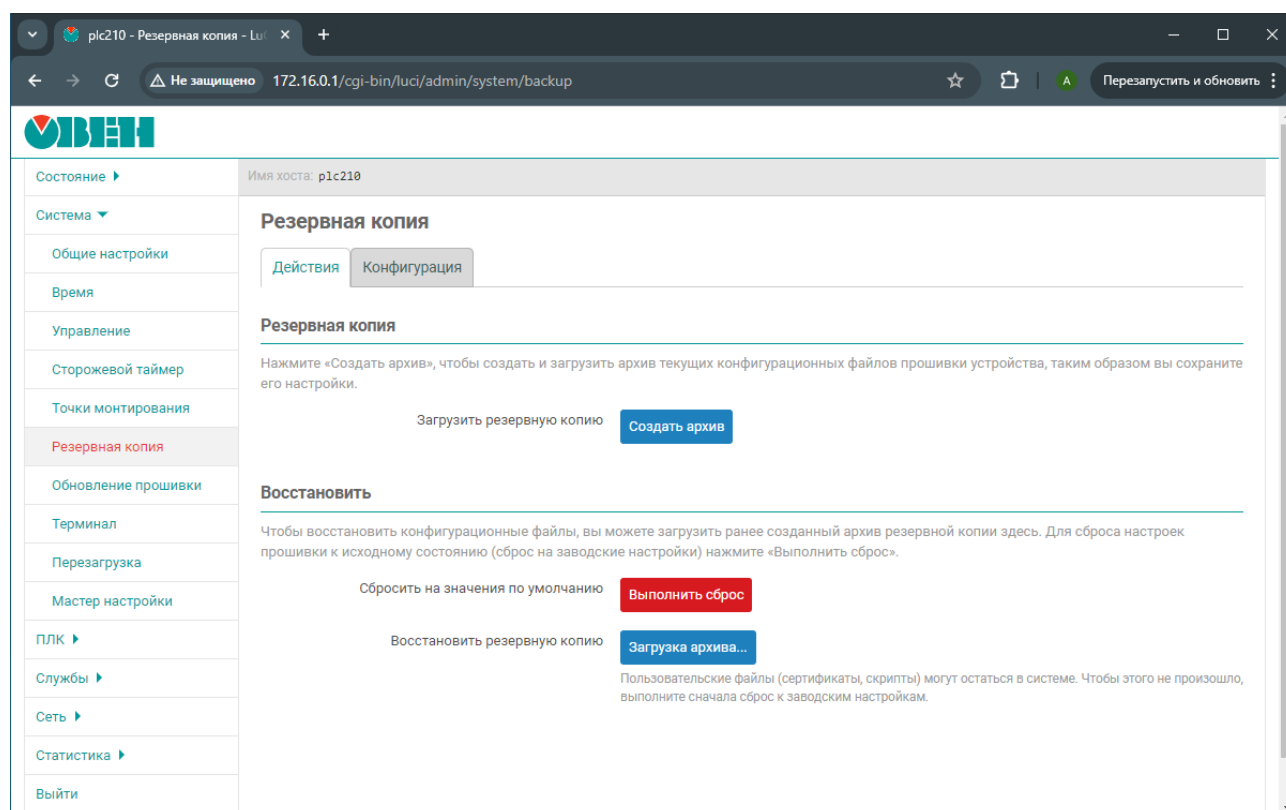 plc210 - Резервная копия - Lu
Не защищено
172.16.0.1/cgi-bin/luci/admin/system/backup
A
Перезапустить и обновить
ОВЕН
Состояние
Система
Общие настройки
Время
Управление
Сторожевой таймер
Точки монтирования
Резервная копия
Обновление прошивки
Терминал
Перезагрузка
Мастер настройки
ПЛК
Службы
Сеть
Статистика
Выйти
Имя хоста: plc210
Резервная копия
Действия
Конфигурация
Резервная копия
Нажмите «Создать архив», чтобы создать и загрузить архив текущих конфигурационных файлов прошивки устройства, таким образом вы сохраните
его настройки.
Загрузить резервную копию
Создать архив
Восстановить
Чтобы восстановить конфигурационные файлы, вы можете загрузить ранее созданный архив резервной копии здесь. Для сброса настроек
прошивки к исходному состоянию (сброс на заводские настройки) нажмите «Выполнить сброс».
Сбросить на значения по умолчанию
Выполнить сброс
Восстановить резервную копию
Загрузка архива...
Пользовательские файлы (сертификаты, скрипты) могут остаться в системе. Чтобы этого не произошло,
выполните сначала сброс к заводским настройкам.